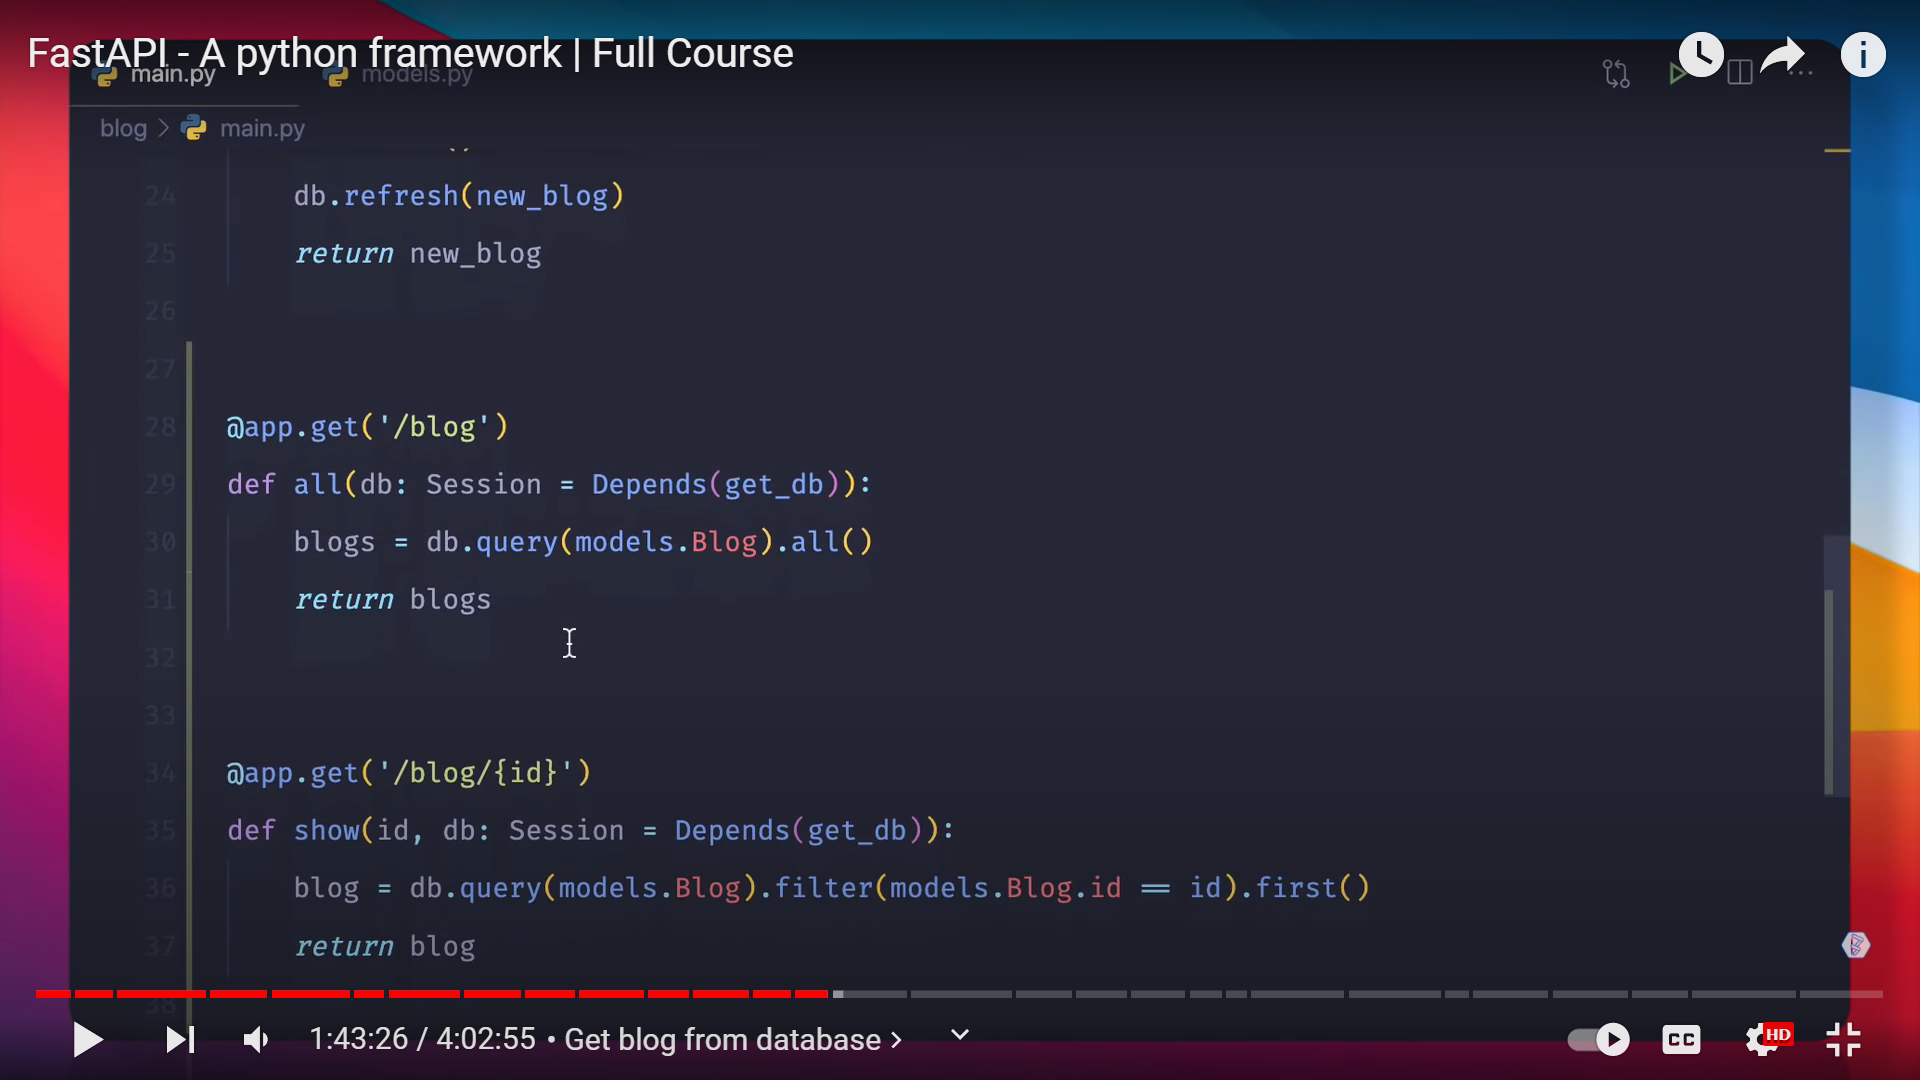 FastAPI - A python framework | Full Course
main.py models.py
blog > main.py
24 db.refresh(new_blog)
25 return new_blog
26
27
28 @app.get('/blog')
29 def all(db: Session = Depends(get_db)):
30 blogs = db.query(models.Blog).all()
31 return blogs
32
33
34 @app.get('/blog/{id}')
35 def show(id, db: Session = Depends(get_db)):
36 blog = db.query(models.Blog).filter(models.Blog.id == id).first()
37 return blog
38
1:43:26 / 4:02:55 • Get blog from database >
CC
HD